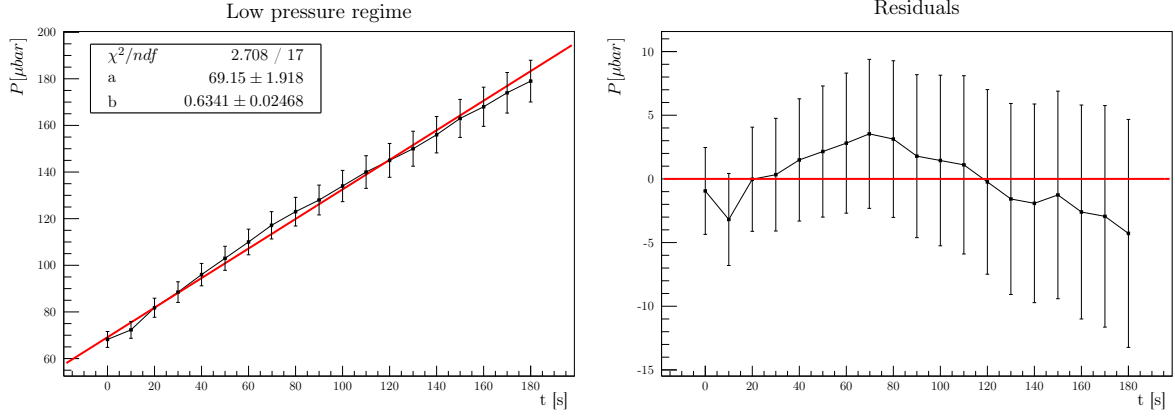 Low pressure regime
P [μbar]
χ²/ndf 2.708 / 17
a 69.15 ± 1.918
b 0.6341 ± 0.02468
200
180
160
140
120
100
80
60
0 20 40 60 80 100 120 140 160 180
t [s]
Residuals
P [μbar]
10
5
0
-5
-10
-15
0 20 40 60 80 100 120 140 160 180
t [s]